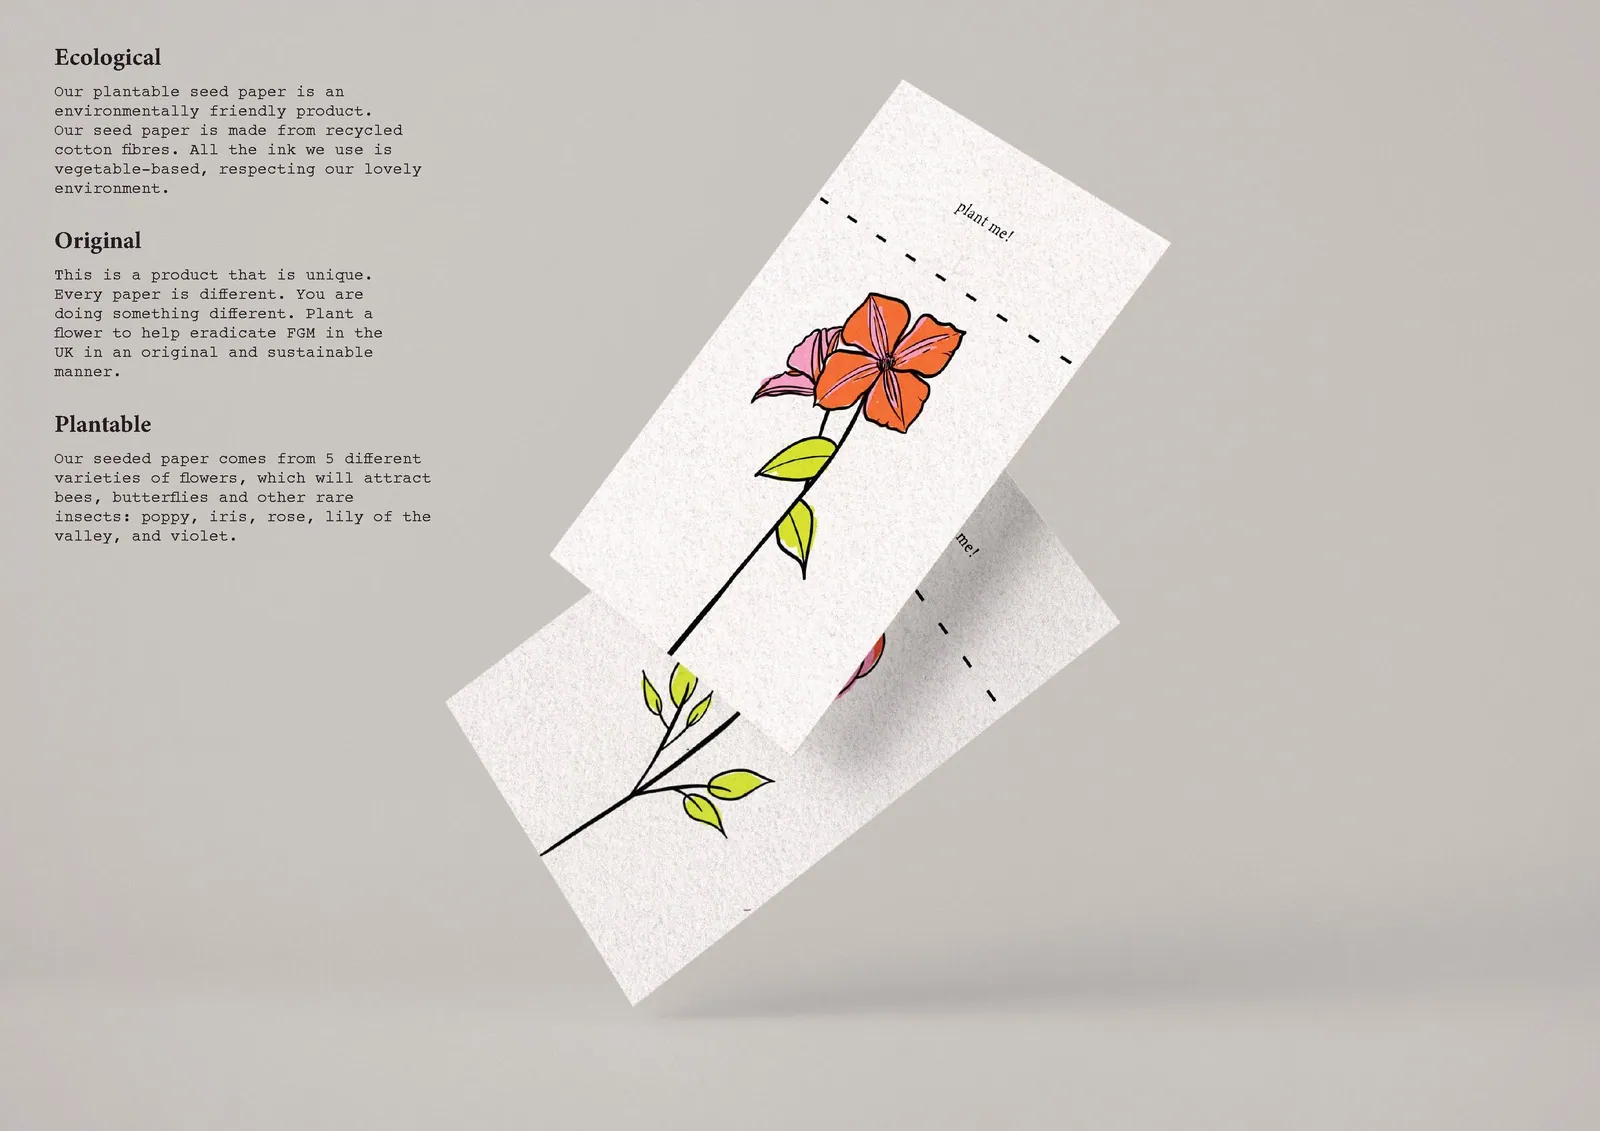 Ecological
Our plantable seed paper is an
environmentally friendly product.
Our seed paper is made from recycled
cotton fibres. All the ink we use is
vegetable-based, respecting our lovely
environment.
Original
This is a product that is unique.
Every paper is different. You are
doing something different. Plant a
flower to help eradicate FGM in the
UK in an original and sustainable
manner.
Plantable
Our seeded paper comes from 5 different
varieties of flowers, which will attract
bees, butterflies and other rare
insects: poppy, iris, rose, lily of the
valley, and violet.
plant me!
me!